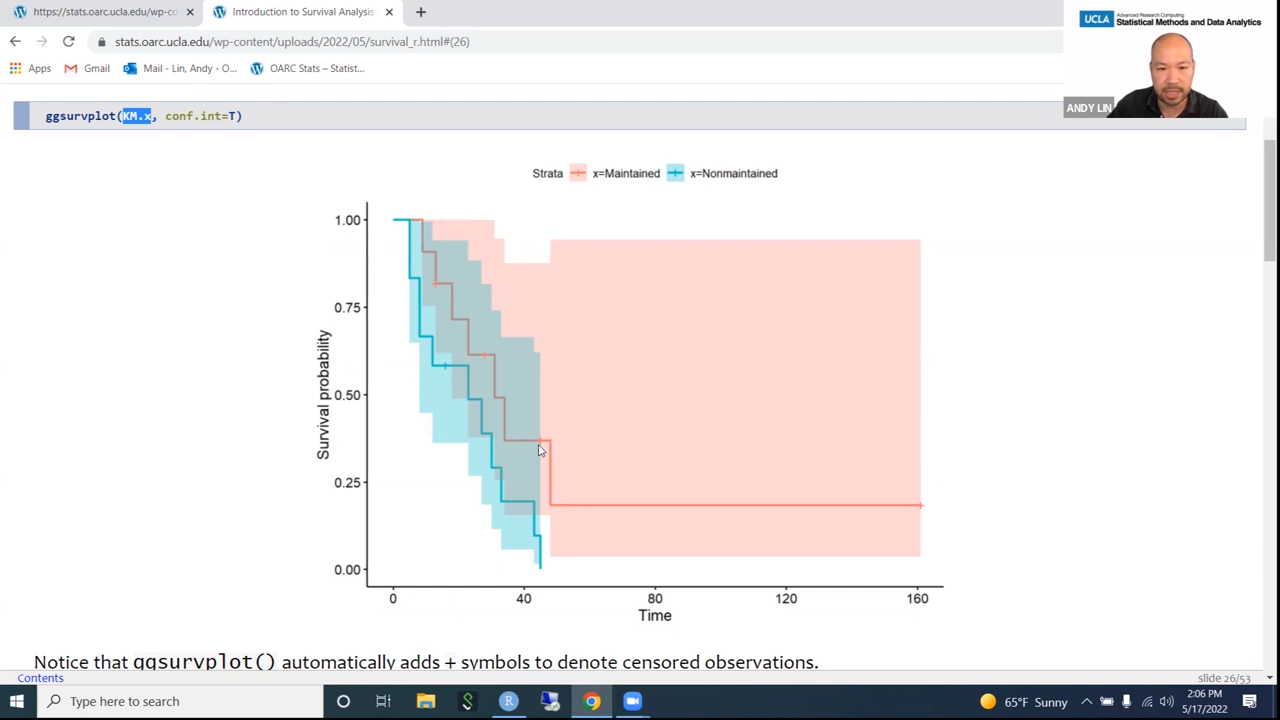 https://stats.oarc.ucla.edu/wp-co
Introduction to Survival Analysis
UCLA
Advanced Research Computing
Statistical Methods and Data Analytics
stats.oarc.ucla.edu/wp-content/uploads/2022/05/survival_r.html#(26)
Apps
Gmail
Mail - Lin, Andy - O...
OARC Stats – Statist...
ANDY LIN
ggsurvplot(KM.x, conf.int=T)
Strata x=Maintained x=Nonmaintained
1.00
0.75
0.50
0.25
0.00
Survival probability
0 40 80 120 160
Time
Notice that ggsurvplot() automatically adds + symbols to denote censored observations.
Contents
slide 26/53
Type here to search
65°F Sunny
2:06 PM
5/17/2022